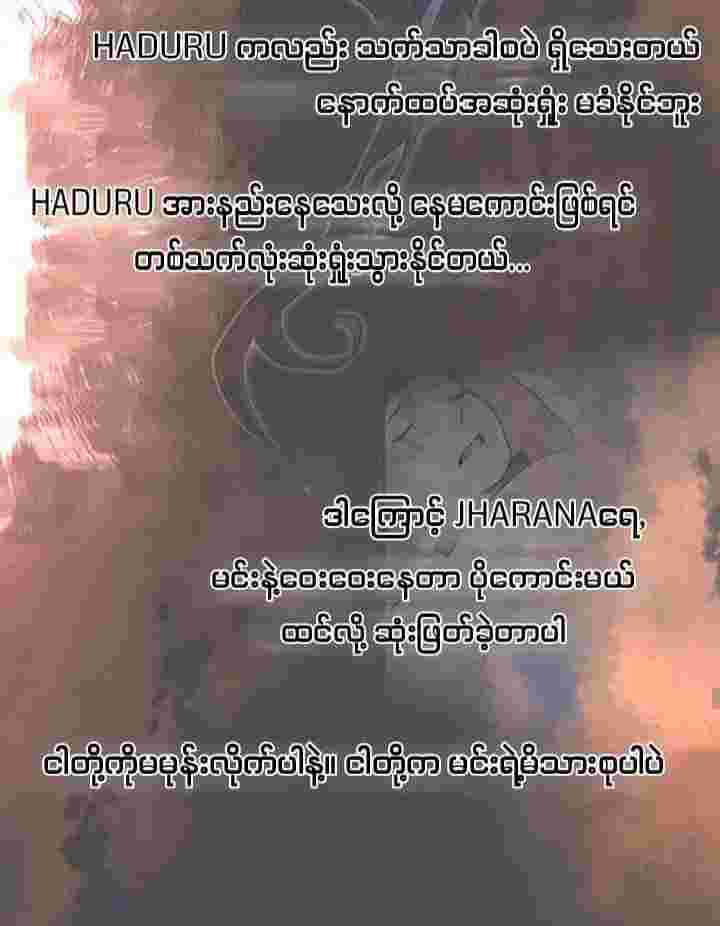 HADURU ကလည်း သက်သာခါစပဲ ရှိသေးတယ်
နောက်ထပ်အဆုံးရှုံး မခံနိုင်ဘူး
HADURU အားနည်းနေသေးလို့ နေမကောင်းဖြစ်ရင်
တစ်သက်လုံးဆုံးရှုံးသွားနိုင်တယ်...
ဒါကြောင့် JHARANAရေ,
မင်းနဲ့ဝေးဝေးနေတာ ပိုကောင်းမယ်
ထင်လို့ ဆုံးဖြတ်ခဲ့တာပါ
ငါတို့ကိုမမုန်းလိုက်ပါနဲ့။ ငါတို့က မင်းရဲ့မိသားစုပါပဲ